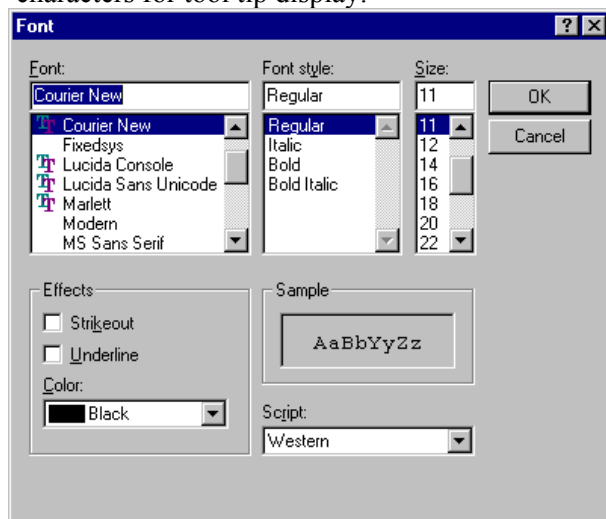 characters for tool tip display.
Font
Font:
Courier New
Courier New
Fixedsys
Lucida Console
Lucida Sans Unicode
Marlett
Modern
MS Sans Serif
Font style:
Regular
Regular
Italic
Bold
Bold Italic
Size:
11
11
12
14
16
18
20
22
OK
Cancel
Effects
Strikeout
Underline
Color:
Black
Sample
AaBbYyZz
Script:
Western